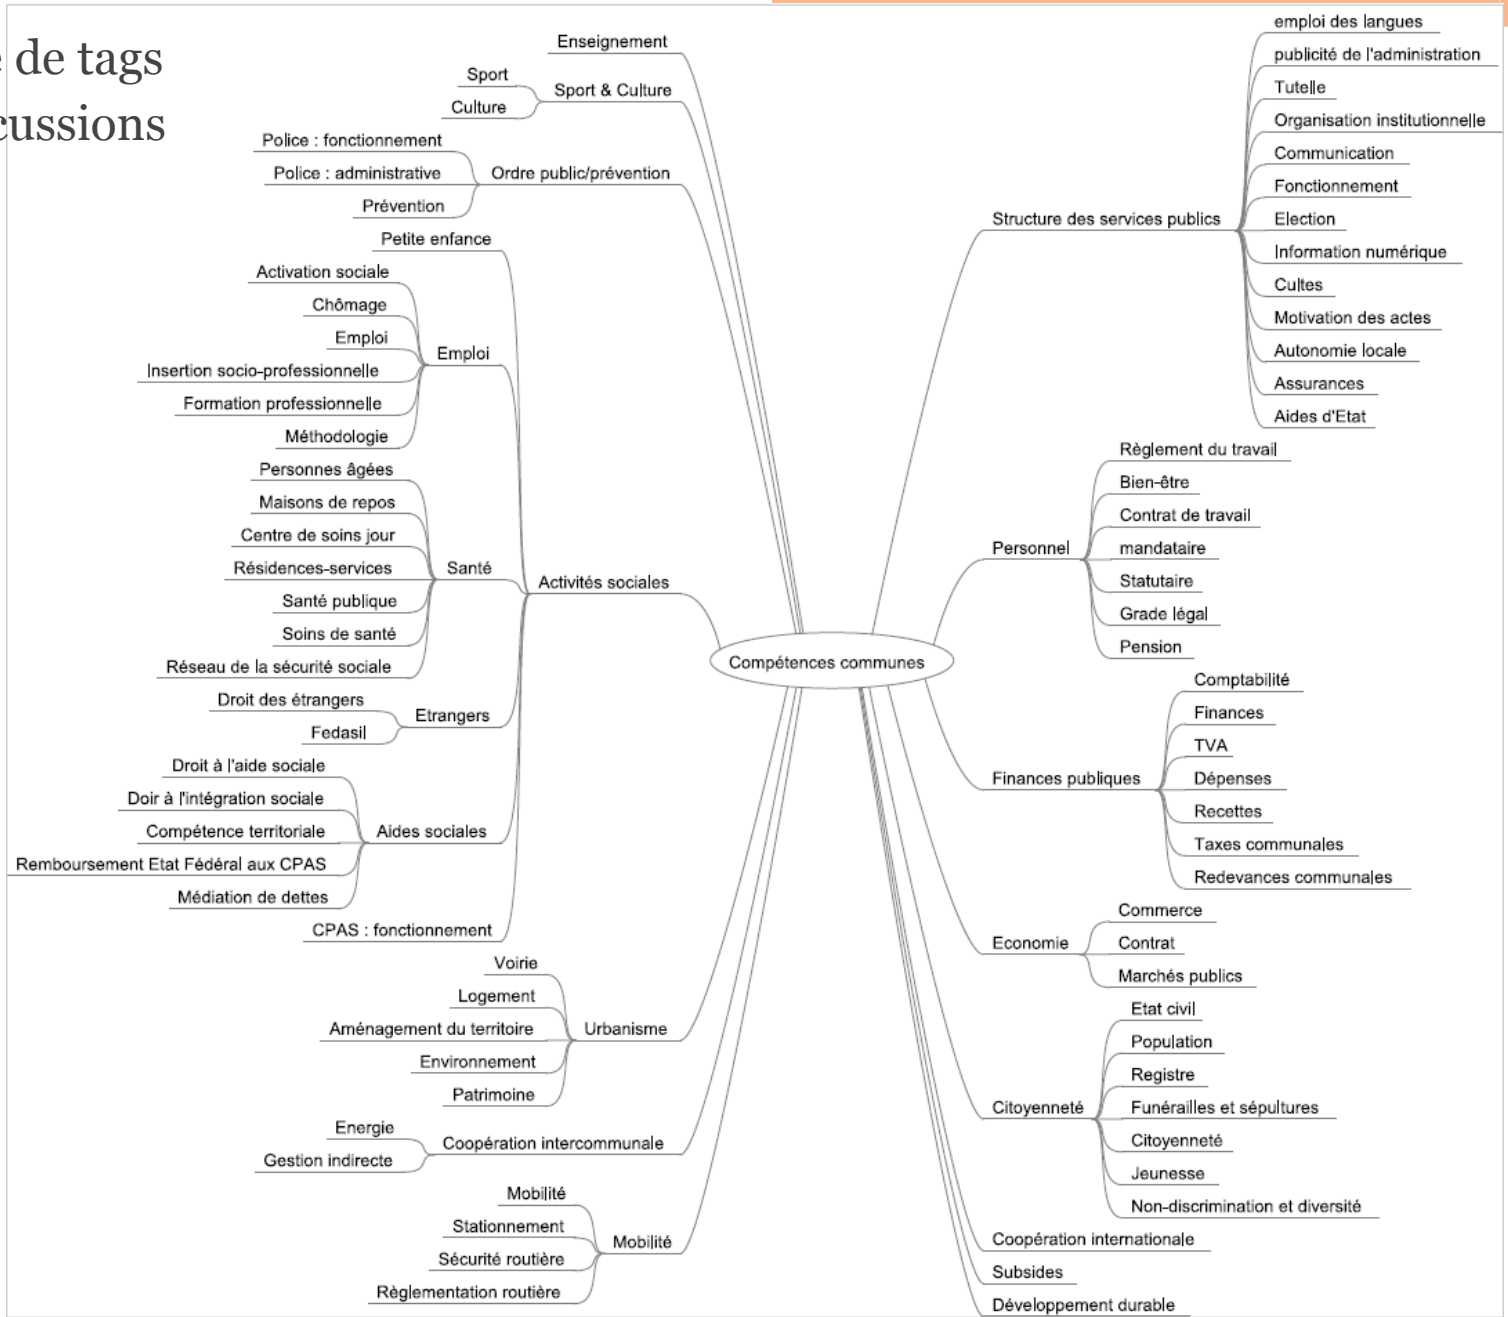 de tags
cussions
Enseignement
Sport
Culture
Sport & Culture
Police : fonctionnement
Police : administrative
Prévention
Ordre public/prévention
Petite enfance
Activation sociale
Chômage
Emploi
Insertion socio-professionnelle
Formation professionnelle
Méthodologie
Emploi
Personnes âgées
Maisons de repos
Centre de soins jour
Résidences-services
Santé publique
Soins de santé
Réseau de la sécurité sociale
Santé
Droit des étrangers
Fedasil
Etrangers
Droit à l'aide sociale
Doir à l'intégration sociale
Compétence territoriale
Remboursement Etat Fédéral aux CPAS
Médiation de dettes
Aides sociales
CPAS : fonctionnement
Activités sociales
Voirie
Logement
Aménagement du territoire
Environnement
Patrimoine
Urbanisme
Energie
Gestion indirecte
Coopération intercommunale
Mobilité
Stationnement
Sécurité routière
Règlementation routière
Mobilité
Compétences communes
Structure des services publics
emploi des langues
publicité de l'administration
Tutelle
Organisation institutionnelle
Communication
Fonctionnement
Election
Information numérique
Cultes
Motivation des actes
Autonomie locale
Assurances
Aides d'Etat
Personnel
Règlement du travail
Bien-être
Contrat de travail
mandataire
Statutaire
Grade légal
Pension
Finances publiques
Comptabilité
Finances
TVA
Dépenses
Recettes
Taxes communales
Redevances communales
Economie
Commerce
Contrat
Marchés publics
Citoyenneté
Etat civil
Population
Registre
Funérailles et sépultures
Citoyenneté
Jeunesse
Non-discrimination et diversité
Coopération internationale
Subsides
Développement durable